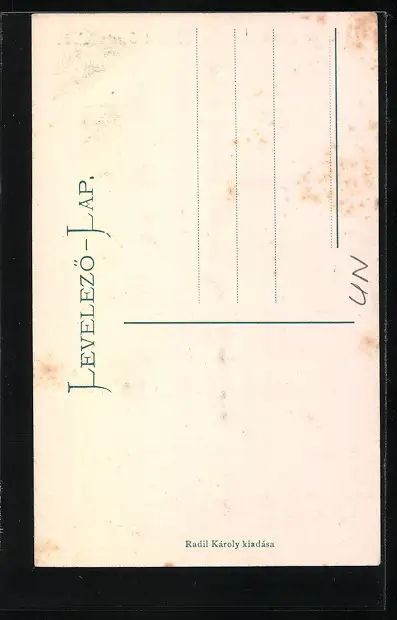 LEVELEZŐ-LAP.
UN
Radil Károly kiadása